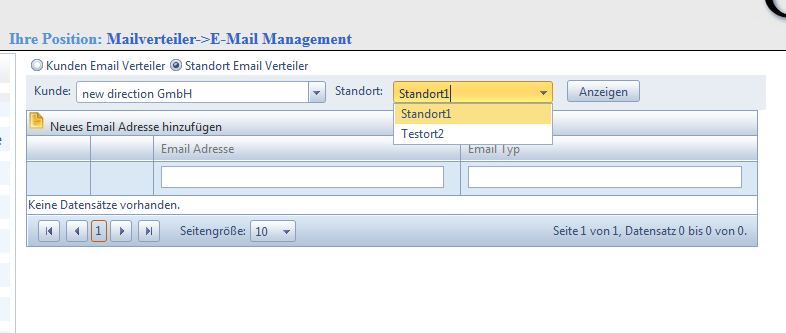 Ihre Position: Mailverteiler->E-Mail Management
Kunden Email Verteiler Standort Email Verteiler
Kunde: new direction GmbH Standort: Standort1 Anzeigen
Standort1
Testort2
Neues Email Adresse hinzufügen
Email Adresse Email Typ
Keine Datensätze vorhanden.
1 Seitengröße: 10 Seite 1 von 1, Datensatz 0 bis 0 von 0.